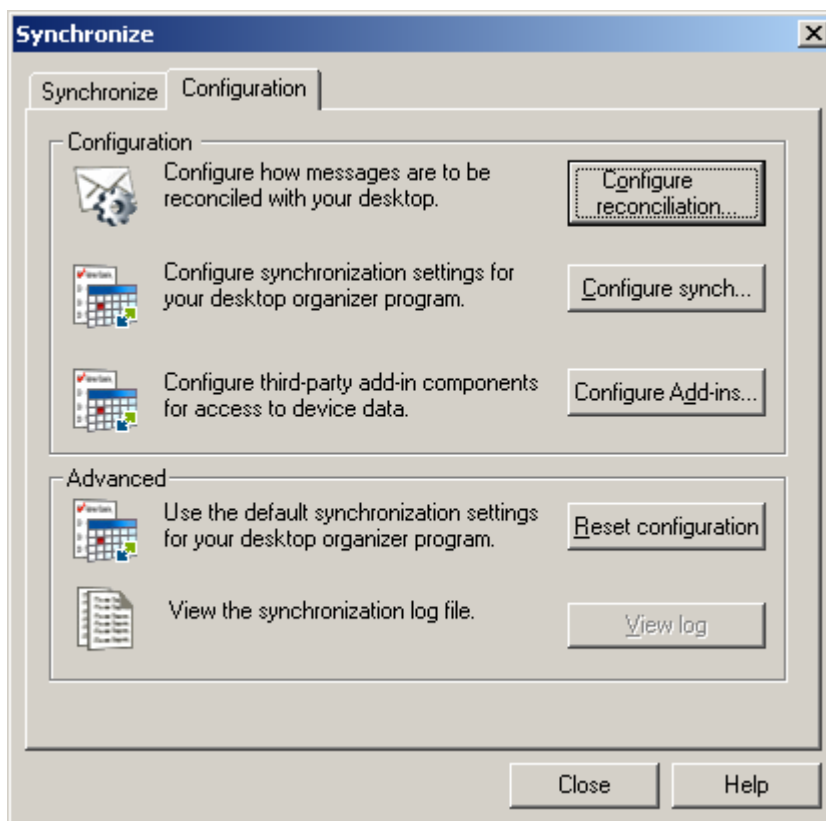 Synchronize
Synchronize
Configuration
Configuration
Configure how messages are to be
reconciled with your desktop.
Configure
reconciliation...
Configure synchronization settings for
your desktop organizer program.
Configure synch...
Configure third-party add-in components
for access to device data.
Configure Add-ins...
Advanced
Use the default synchronization settings
for your desktop organizer program.
Reset configuration
View the synchronization log file.
View log
Close
Help